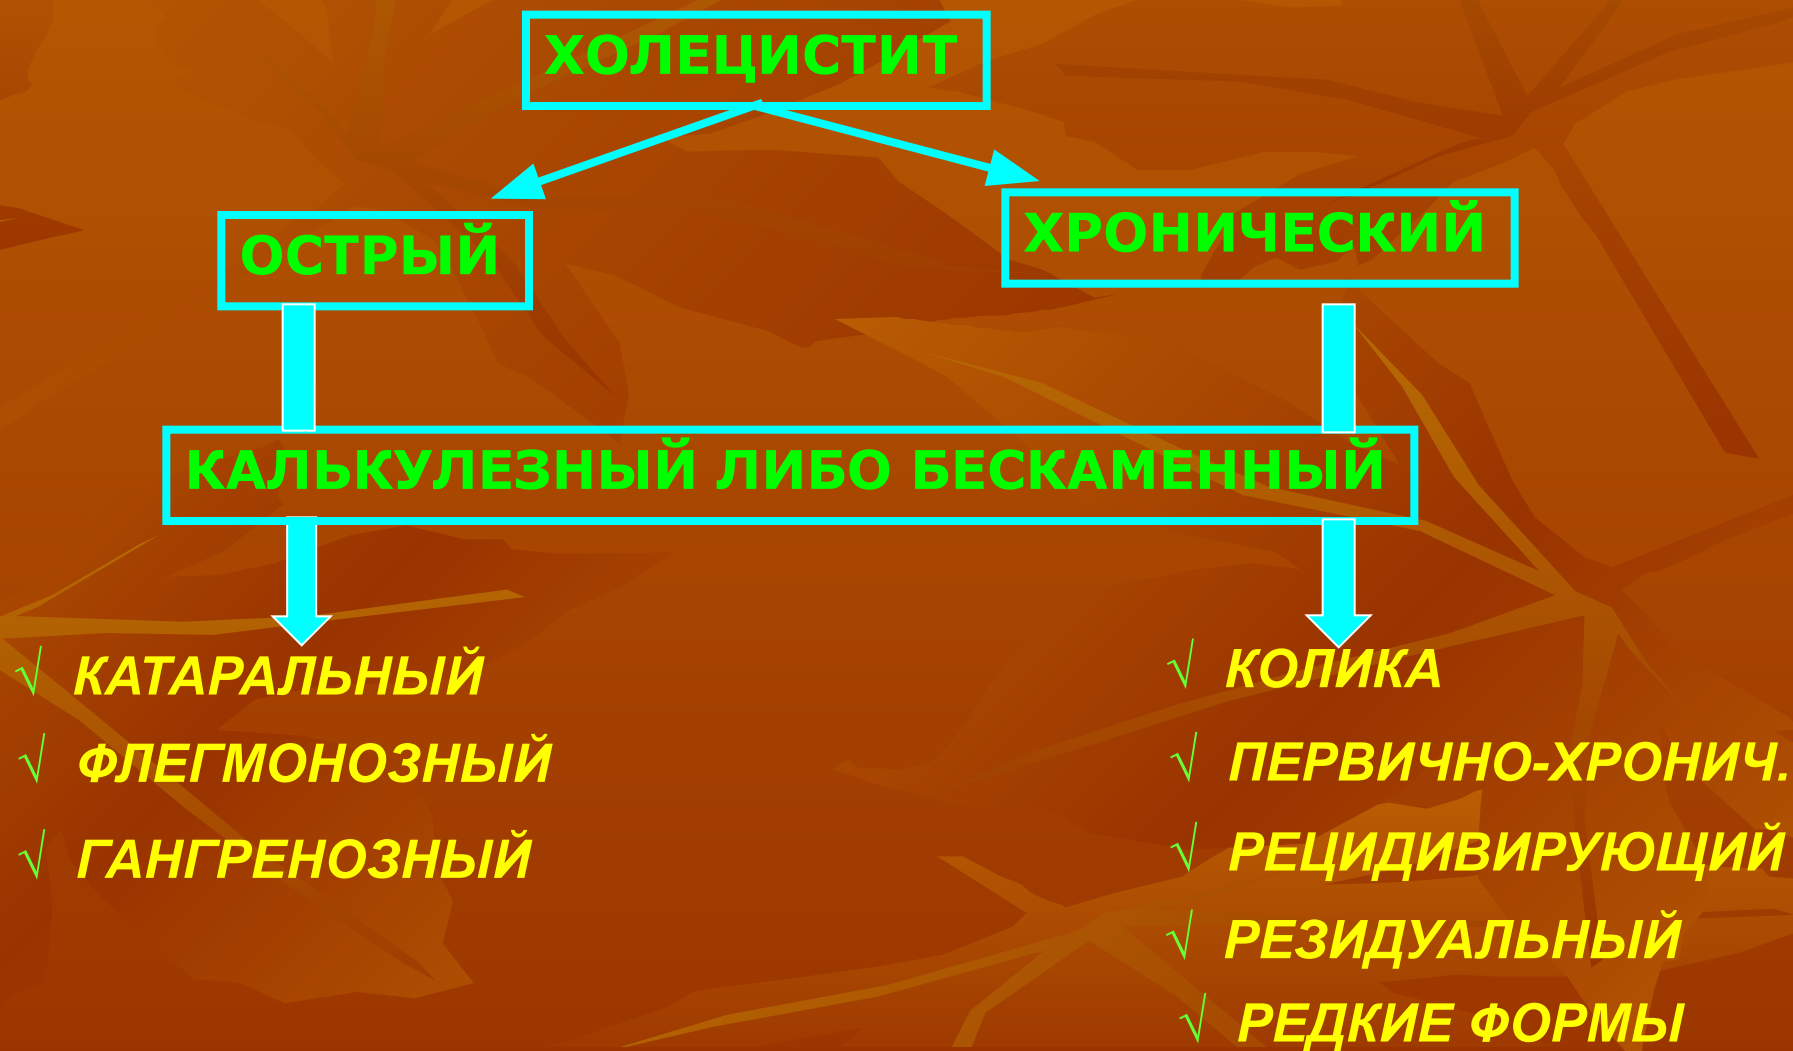 ХОЛЕЦИСТИТ
ОСТРЫЙ
ХРОНИЧЕСКИЙ
КАЛЬКУЛЕЗНЫЙ ЛИБО БЕСКАМЕННЫЙ
√ КАТАРАЛЬНЫЙ
√ ФЛЕГМОНОЗНЫЙ
√ ГАНГРЕНОЗНЫЙ
√ КОЛИКА
√ ПЕРВИЧНО-ХРОНИЧ.
√ РЕЦИДИВИРУЮЩИЙ
√ РЕЗИДУАЛЬНЫЙ
√ РЕДКИЕ ФОРМЫ